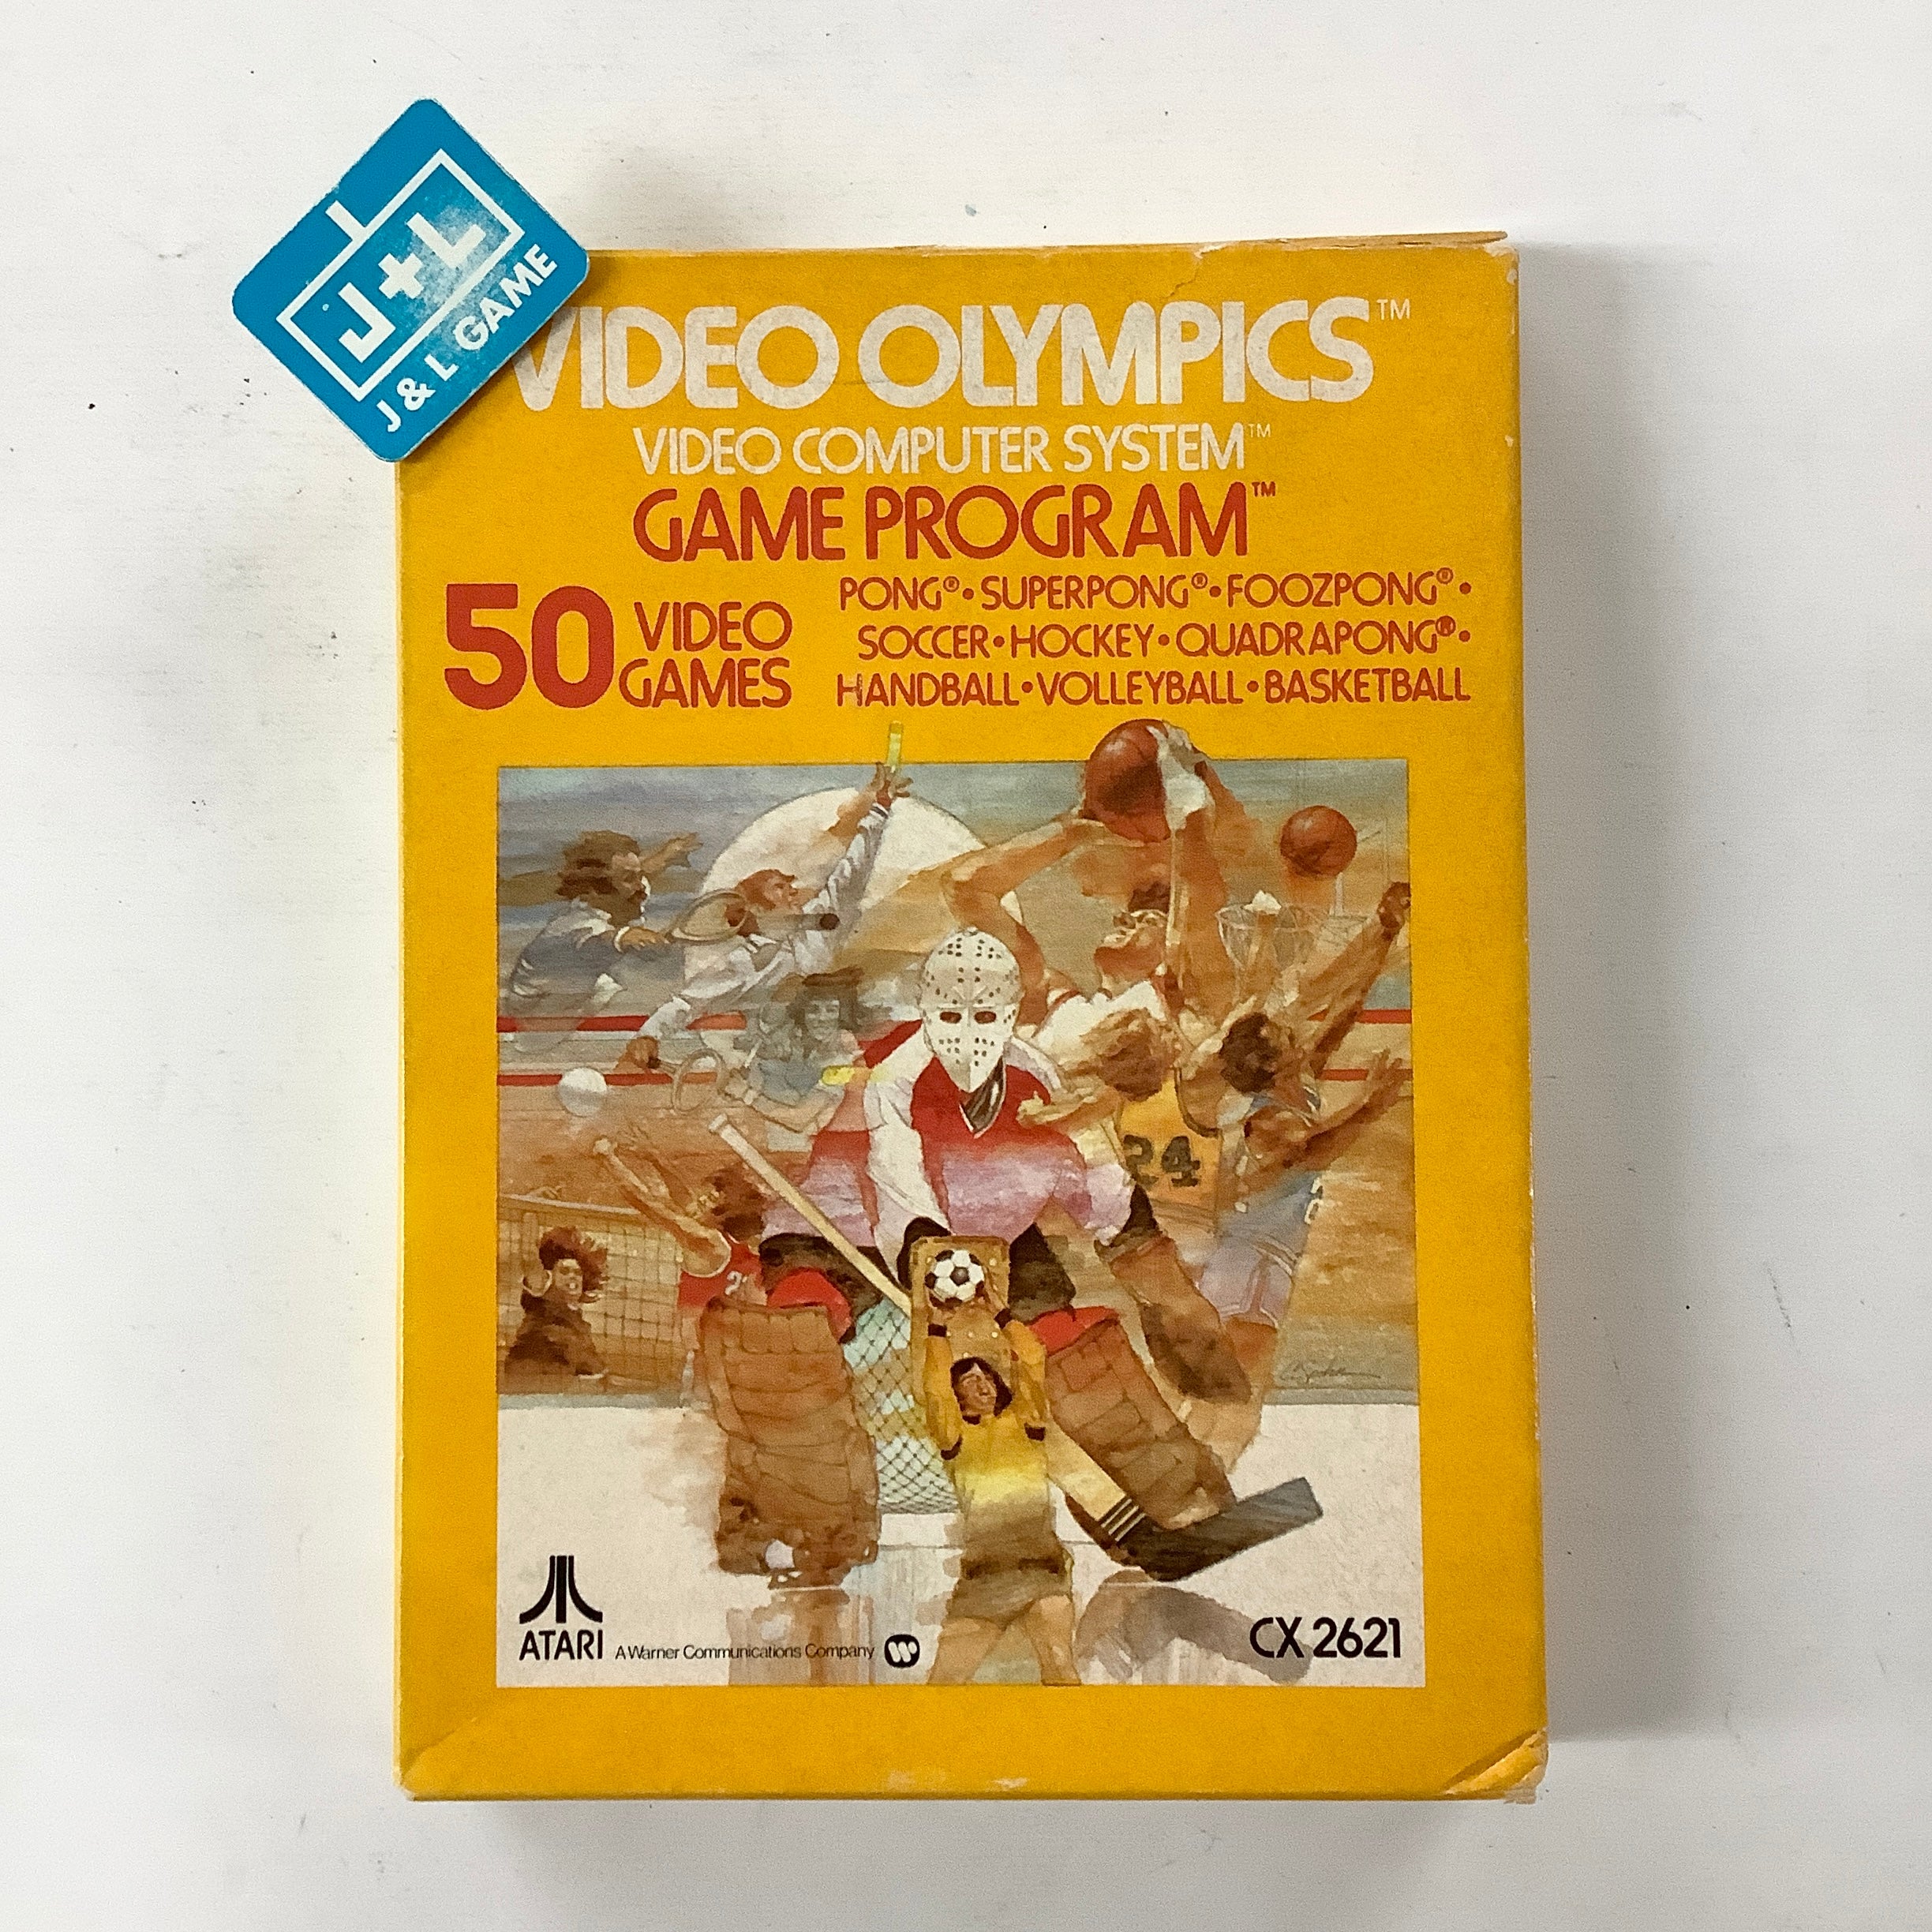 J+L
J & L GAME
VIDEO OLYMPICS™
VIDEO COMPUTER SYSTEM™
GAME PROGRAM™
50 VIDEO GAMES
PONG®•SUPERPONG®•FOOZPONG®•
SOCCER•HOCKEY•QUADRAPONG®•
HANDBALL•VOLLEYBALL•BASKETBALL
24
ATARI
A Warner Communications Company
CX 2621